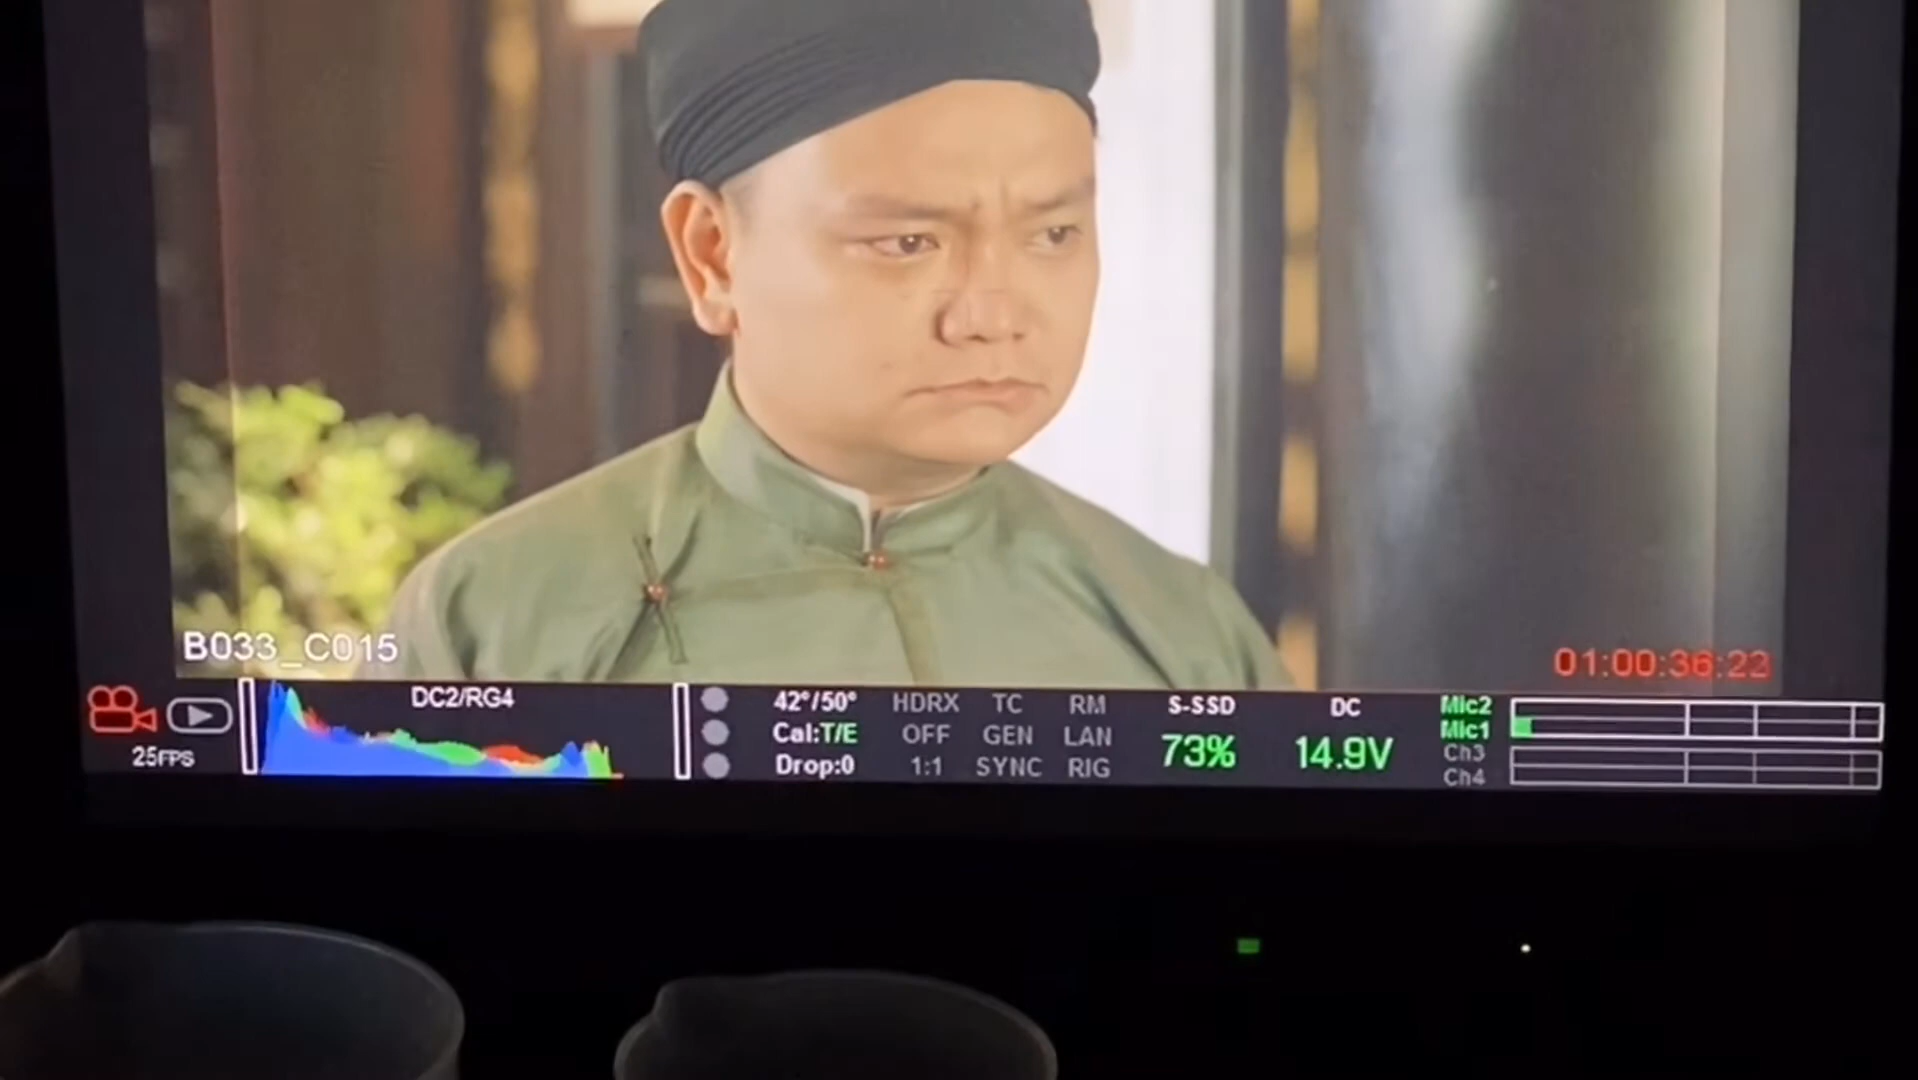 B033_C015
01:00:36:22
25FPS
DC2/RG4
42°/50° HDRX TC RM
Cal:T/E OFF GEN LAN
Drop:0 1:1 SYNC RIG
S-SSD
73%
DC
14.9V
Mic2
Mic1
Ch3
Ch4